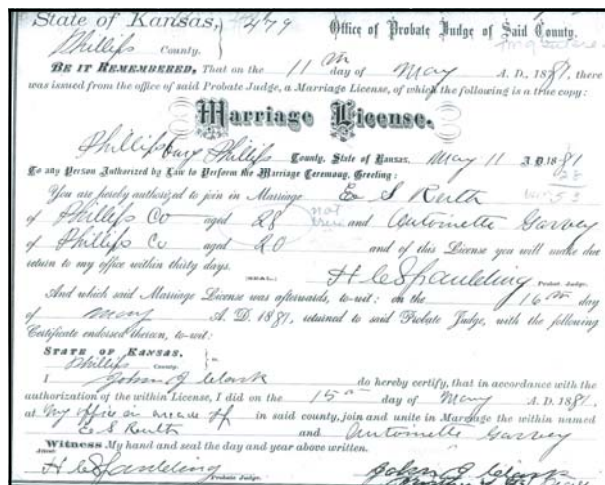 State of Kansas, 479 Office of Probate Judge of Said County.
Phillips County.
BE IT REMEMBERED, That on the 11th day of May A. D., 1881, there
was issued from the office of said Probate Judge, a Marriage License, of which the following is a true copy:
Marriage License.
Phillipsburg Phillips County, State of Kansas, May 11 A D 1881
28
To any Person Authorized by Law to Perform the Marriage Ceremony, Greeting: 53
You are hereby authorized to join in Marriage E S Ruth
of Phillips Co aged 28 not true and Antoinette Garvey
of Phillips Co aged 20 and of this License you will make due
return to my office within thirty days.
(SEAL.) H C Spaulding Probate Judge.
And which said Marriage License was afterwards, to-wit: on the 16th day
of May A. D. 1881, returned to said Probate Judge, with the following
Certificate endorsed thereon, to-wit:
STATE OF KANSAS,
Phillips County. ss
I John J Clark do hereby certify, that in accordance with the
authorization of the within License, I did on the 15th day of May A. D. 1881,
at my office in in said county, join and unite in Marriage the within named
E S Ruth and Antoinette Garvey
Witness My hand and seal the day and year above written.
Attest:
H C Spaulding John J Clark
Probate Judge.